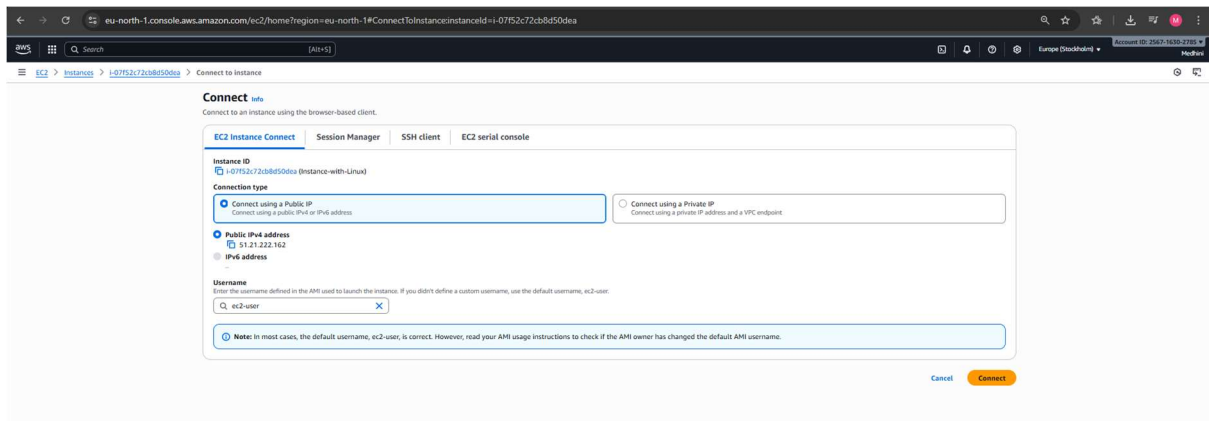 eu-north-1.console.aws.amazon.com/ec2/home?region=eu-north-1#ConnectToInstance:instanceId=i-07f52c72cb8d50dea
M
aws
Search
[Alt+S]
Europe (Stockholm)
Account ID: 2567-1630-2785
Medhini
EC2 > Instances > i-07f52c72cb8d50dea > Connect to instance
Connect Info
Connect to an instance using the browser-based client.
EC2 Instance Connect
Session Manager
SSH client
EC2 serial console
Instance ID
i-07f52c72cb8d50dea (Instance-with-Linux)
Connection type
Connect using a Public IP
Connect using a public IPv4 or IPv6 address
Connect using a Private IP
Connect using a private IP address and a VPC endpoint
Public IPv4 address
51.21.222.162
IPv6 address
–
Username
Enter the username defined in the AMI used to launch the instance. If you didn't define a custom username, use the default username, ec2-user.
ec2-user
Note: In most cases, the default username, ec2-user, is correct. However, read your AMI usage instructions to check if the AMI owner has changed the default AMI username.
Cancel
Connect